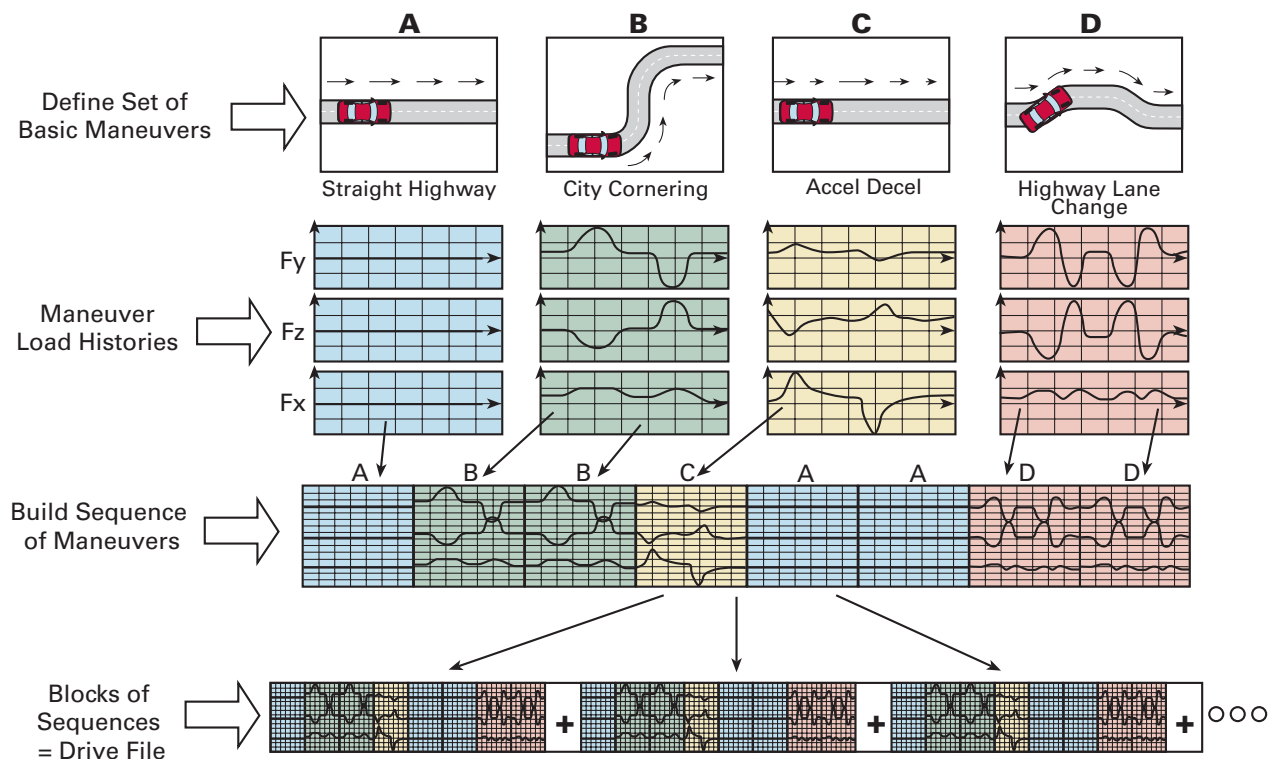 A B C D
Define Set of
Basic Maneuvers
Straight Highway
City Cornering
Accel Decel
Highway Lane
Change
Maneuver
Load Histories
Fy
Fz
Fx
A B B C A A D D
Build Sequence
of Maneuvers
Blocks of
Sequences
= Drive File
+ + +